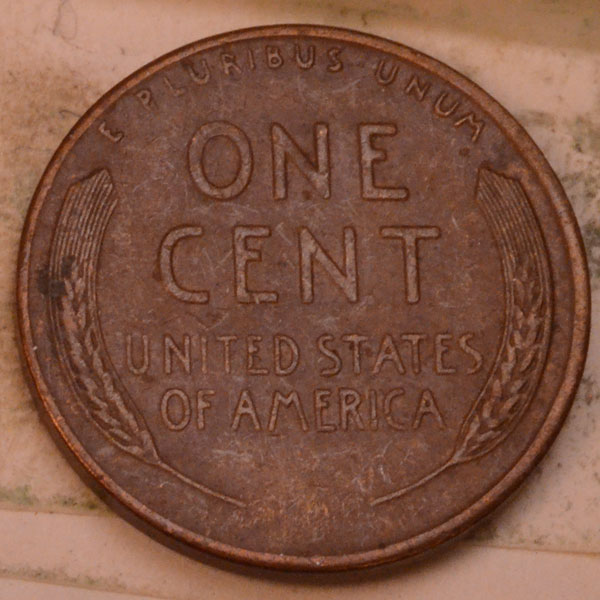 E PLURIBUS UNUM
ONE
CENT
UNITED STATES
OF AMERICA